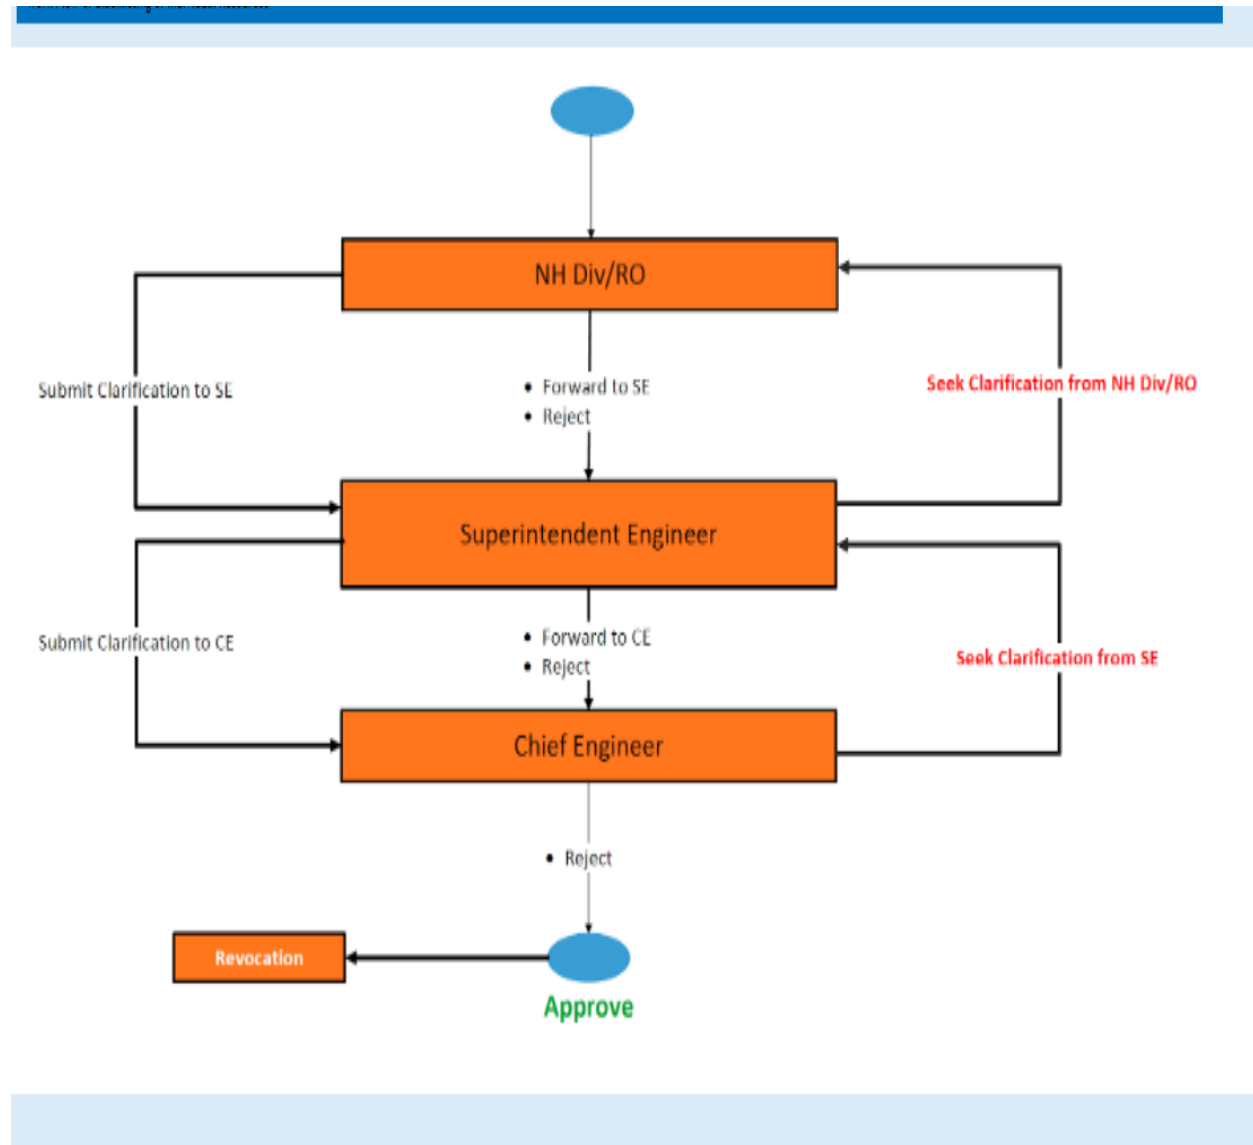 NH Div/RO
Submit Clarification to SE
• Forward to SE
• Reject
Seek Clarification from NH Div/RO
Superintendent Engineer
Submit Clarification to CE
• Forward to CE
• Reject
Seek Clarification from SE
Chief Engineer
• Reject
Revocation
Approve